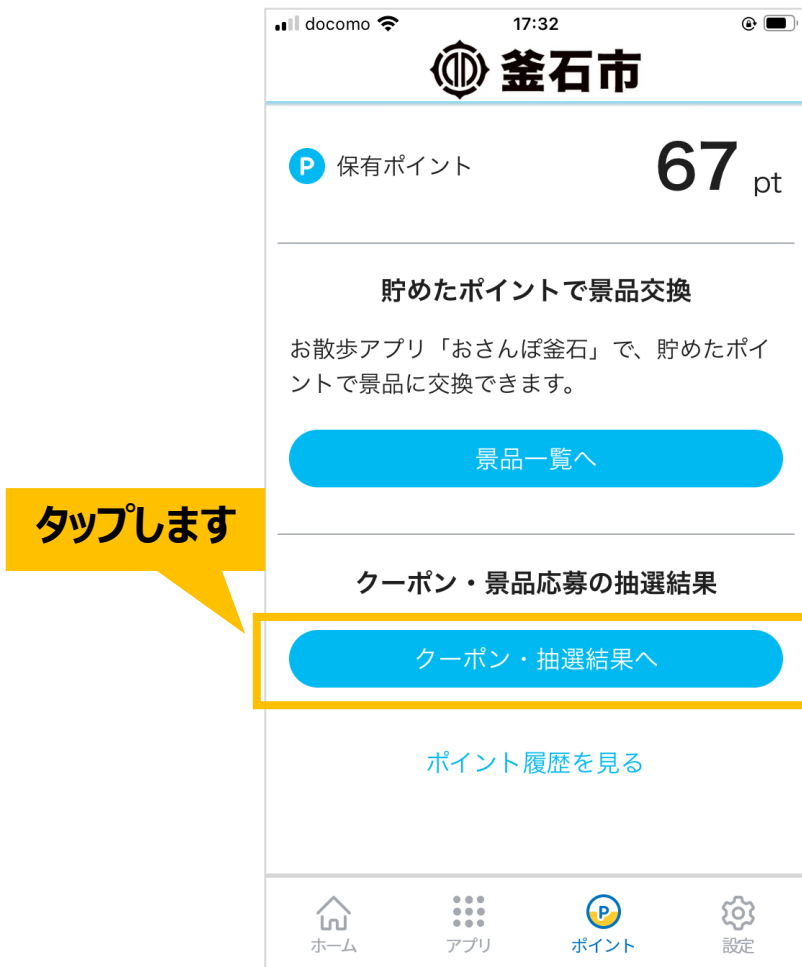 docomo 17:32
釜石市
P 保有ポイント 67 pt
貯めたポイントで景品交換
お散歩アプリ「おさんぽ釜石」で、貯めたポイ
ントで景品に交換できます。
景品一覧へ
タップします
クーポン・景品応募の抽選結果
クーポン・抽選結果へ
ポイント履歴を見る
P
ホーム アプリ ポイント 設定